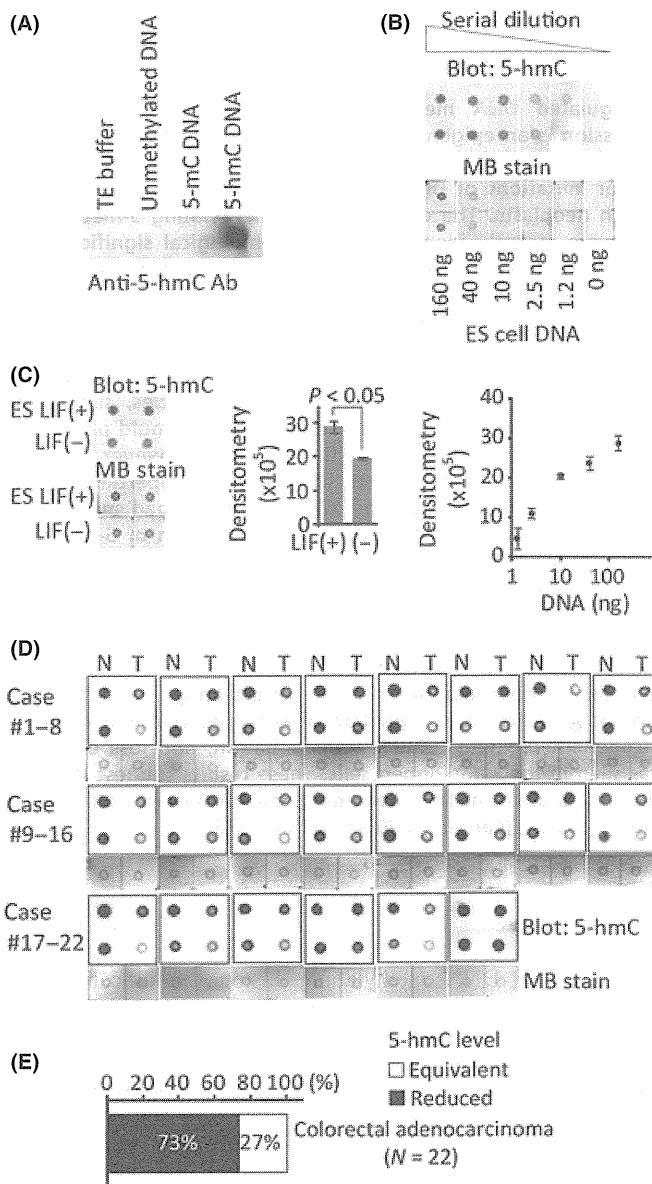 (A)
TE buffer
Unmethylated DNA
5-mC DNA
5-hmC DNA
Anti-5-hmC Ab
(B)
Serial dilution
Blot: 5-hmC
MB stain
160 ng
40 ng
10 ng
2.5 ng
1.2 ng
0 ng
ES cell DNA
(C)
Blot: 5-hmC
ES LIF(+)
LIF(−)
MB stain
ES LIF(+)
LIF(−)
P < 0.05
Densitometry
(x10⁵)
30
20
10
0
LIF(+) (−)
Densitometry
(x10⁵)
40
30
20
10
0
1 10 100
DNA (ng)
(D)
N T N T N T N T N T N T N T N T
Case
#1–8
Case
#9–16
Case
#17–22
Blot: 5-hmC
MB stain
(E)
5-hmC level
Equivalent
Reduced
0 20 40 60 80 100 (%)
73% 27%
Colorectal adenocarcinoma
(N = 22)